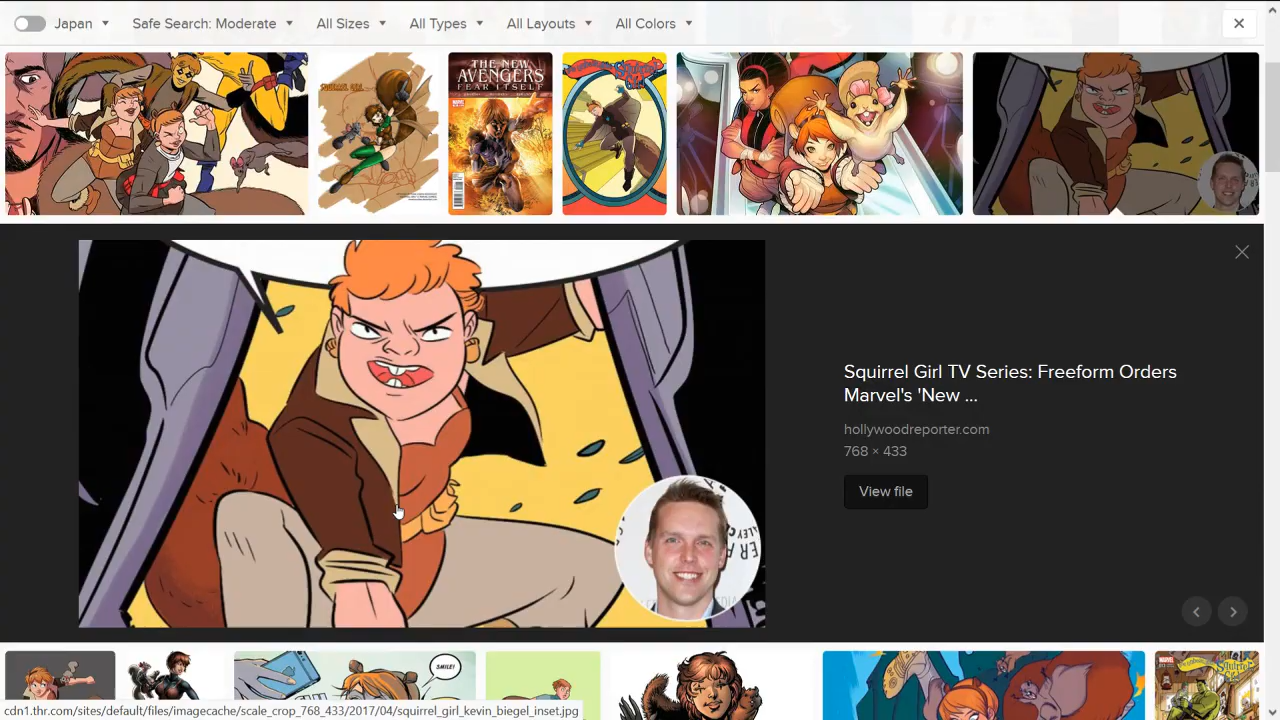 Japan
Safe Search: Moderate
All Sizes
All Types
All Layouts
All Colors
SQUIRREL GIRL
THE NEW
AVENGERS
FEAR ITSELF
Squirrel Girl TV Series: Freeform Orders
Marvel's 'New ...
hollywoodreporter.com
768 × 433
View file
SMILE!
cdn1.thr.com/sites/default/files/imagecache/scale_crop_768_433/2017/04/squirrel_girl_kevin_biegel_inset.jpg